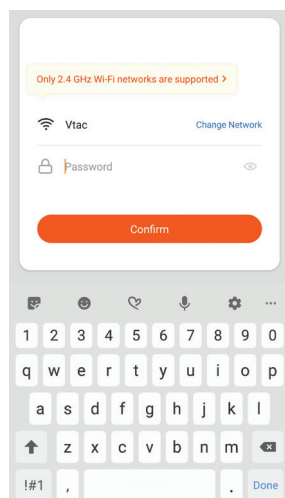 Only 2.4 GHz Wi-Fi networks are supported >
Vtac Change Network
Password
Confirm
1 2 3 4 5 6 7 8 9 0
q w e r t y u i o p
a s d f g h j k l
z x c v b n m
!#1 , . Done